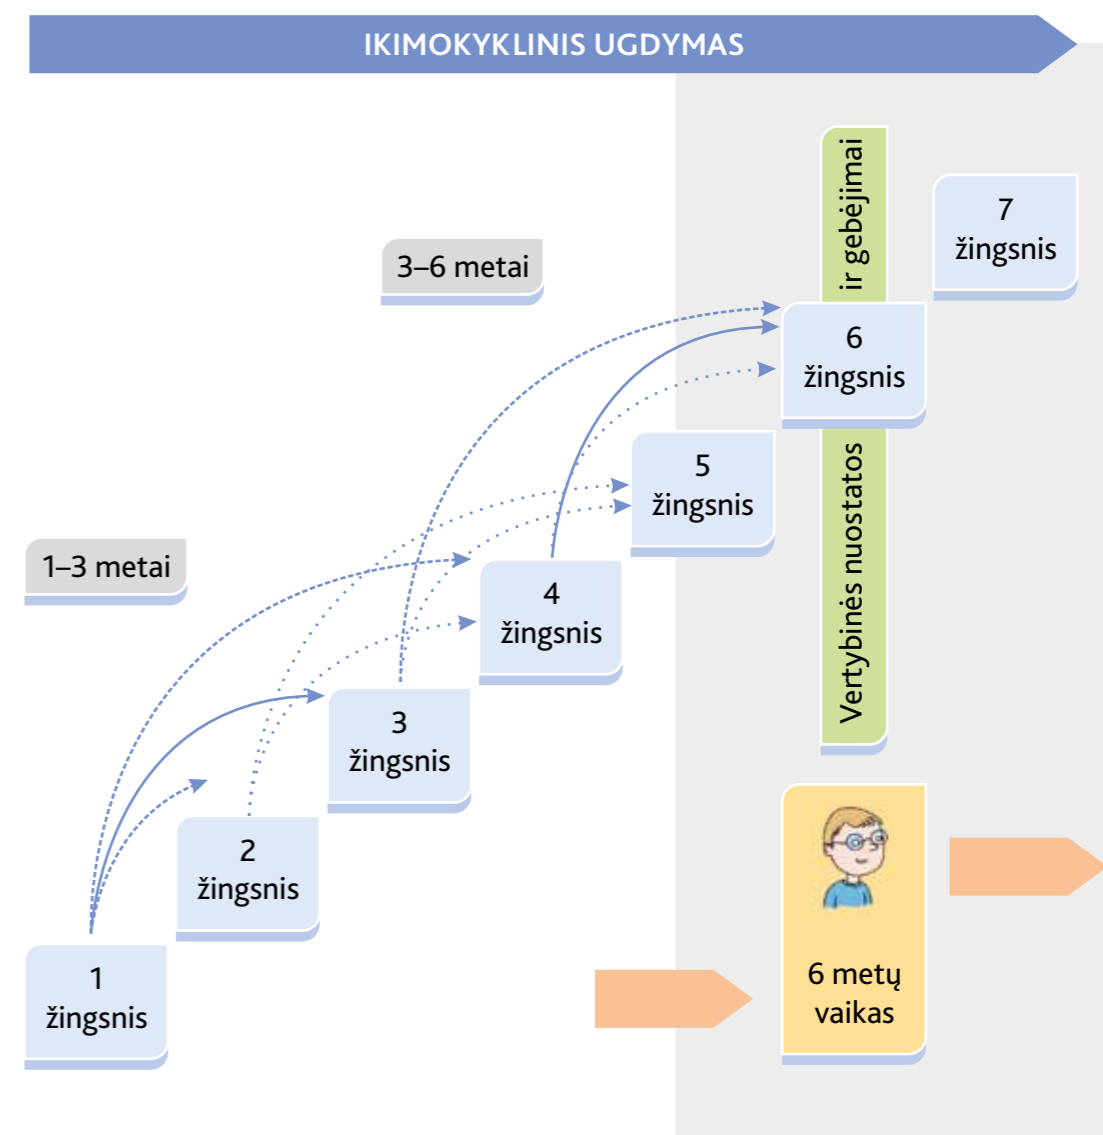 IKIMOKYKLINIS UGDYMAS
ir gebėjimai
7
žingsnis
3–6 metai
6
žingsnis
5
žingsnis
Vertybinės nuostatos
1–3 metai
4
žingsnis
3
žingsnis
2
žingsnis
1
žingsnis
6 metų
vaikas